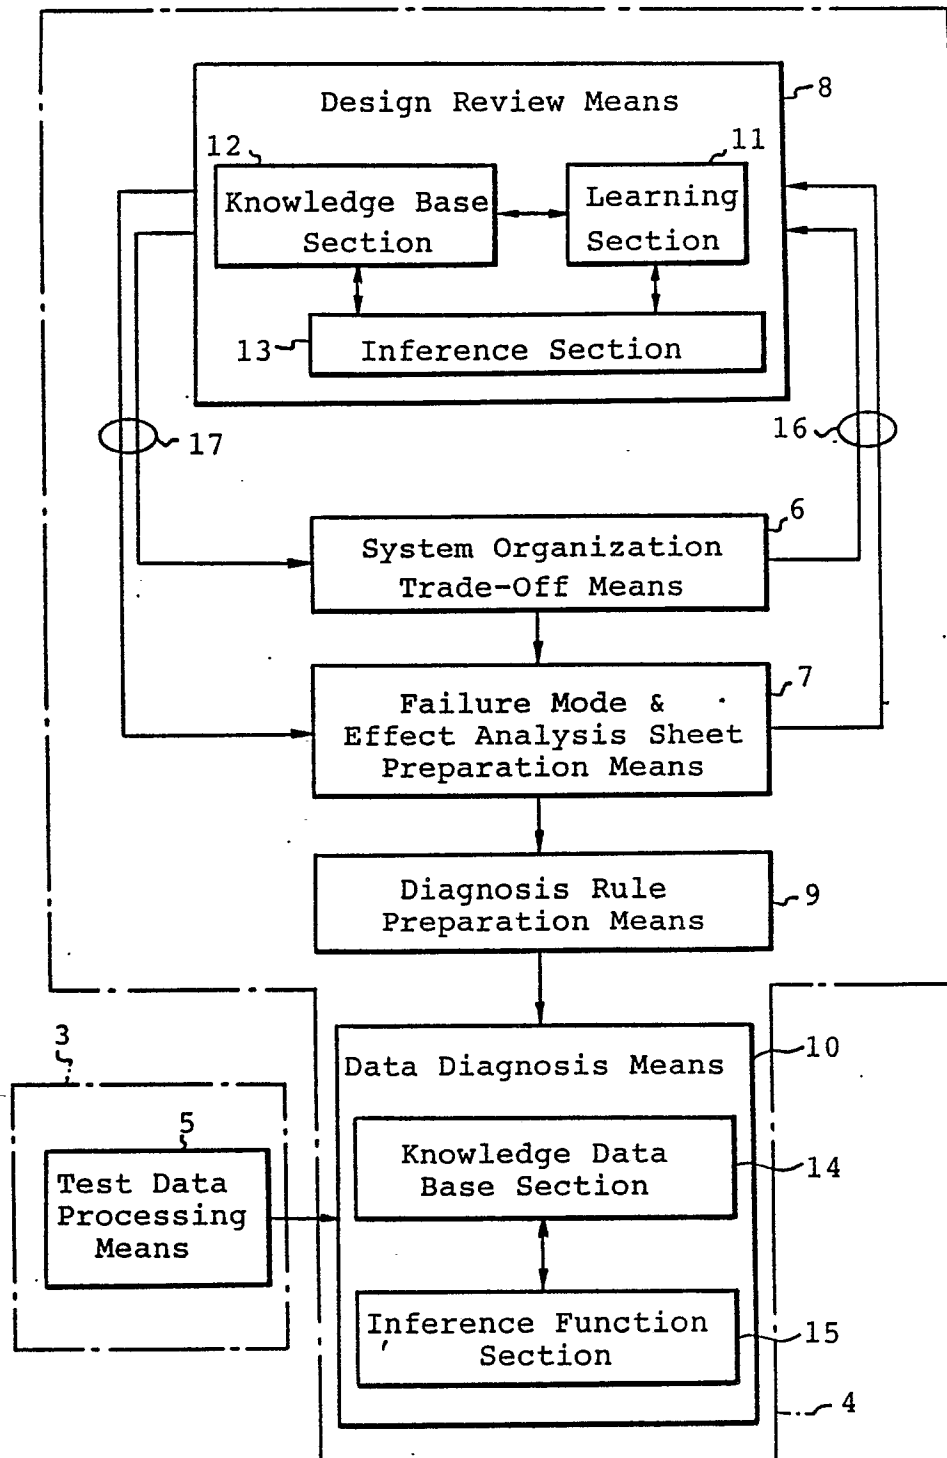 8
Design Review Means
12
11
Knowledge Base
Section
Learning
Section
13
Inference Section
17
16
6
System Organization
Trade-Off Means
7
Failure Mode &
Effect Analysis Sheet
Preparation Means
Diagnosis Rule
Preparation Means
9
3
10
Data Diagnosis Means
5
Test Data
Processing
Means
Knowledge Data
Base Section
14
Inference Function
Section
15
4